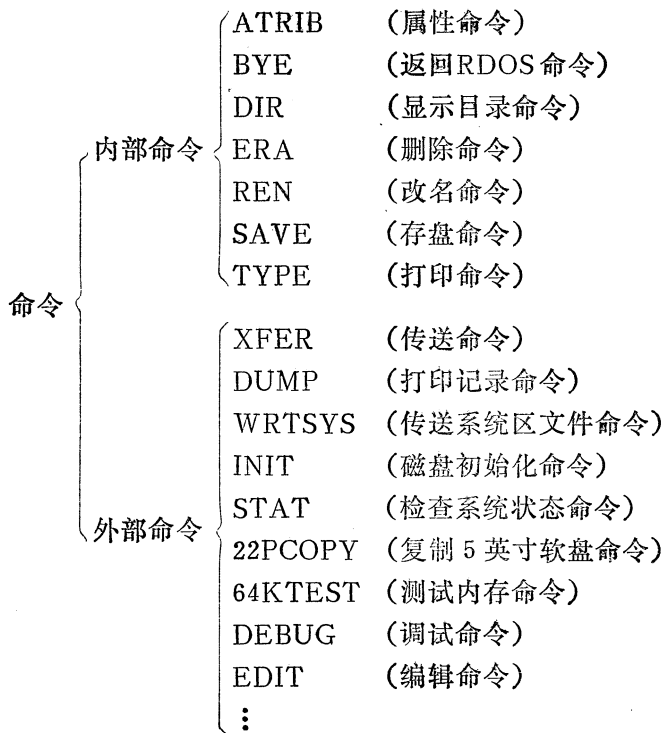 ATRIB (属性命令)
BYE (返回RDOS命令)
DIR (显示目录命令)
内部命令 ERA (删除命令)
REN (改名命令)
SAVE (存盘命令)
TYPE (打印命令)
命令
XFER (传送命令)
DUMP (打印记录命令)
WRTSYS (传送系统区文件命令)
INIT (磁盘初始化命令)
STAT (检查系统状态命令)
外部命令 22PCOPY (复制5英寸软盘命令)
64KTEST (测试内存命令)
DEBUG (调试命令)
EDIT (编辑命令)
⋮